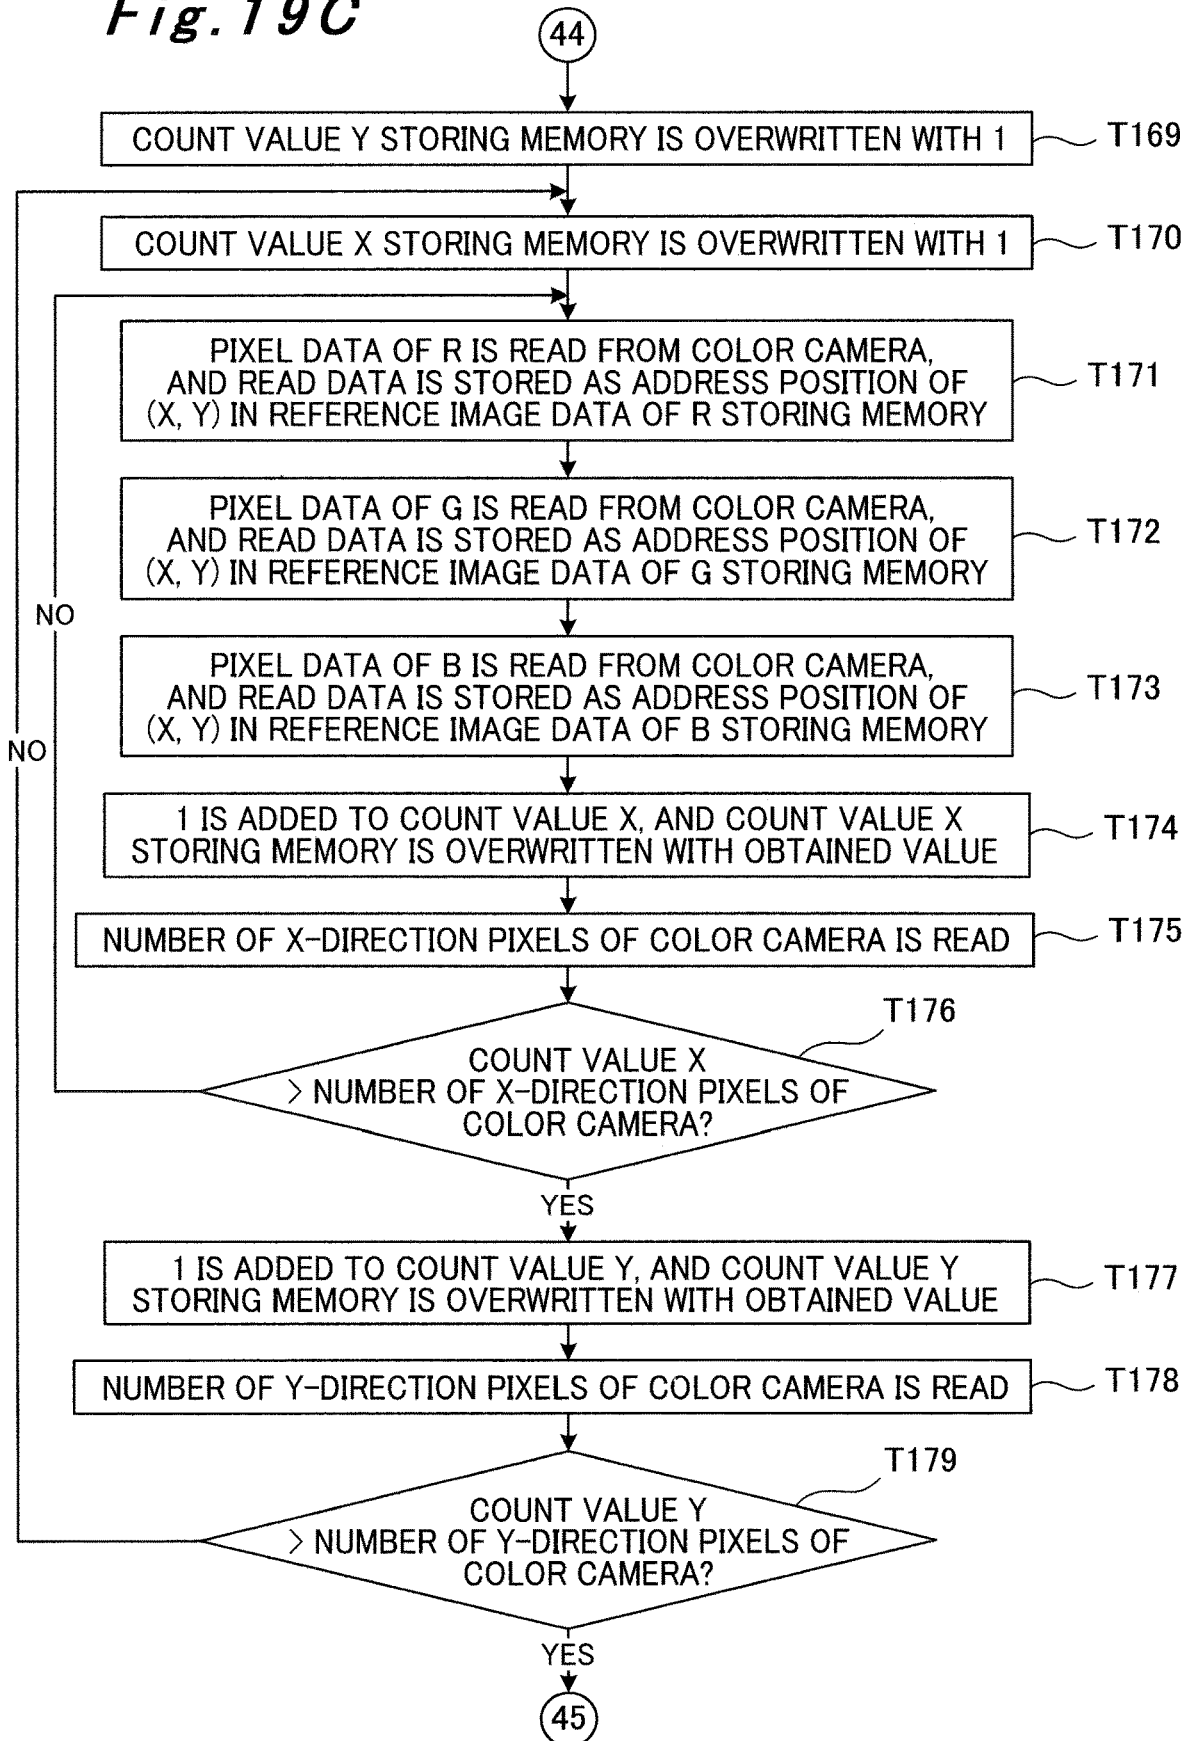 Fig.19C
44
COUNT VALUE Y STORING MEMORY IS OVERWRITTEN WITH 1
T169
COUNT VALUE X STORING MEMORY IS OVERWRITTEN WITH 1
T170
PIXEL DATA OF R IS READ FROM COLOR CAMERA,
AND READ DATA IS STORED AS ADDRESS POSITION OF
(X, Y) IN REFERENCE IMAGE DATA OF R STORING MEMORY
T171
PIXEL DATA OF G IS READ FROM COLOR CAMERA,
AND READ DATA IS STORED AS ADDRESS POSITION OF
(X, Y) IN REFERENCE IMAGE DATA OF G STORING MEMORY
T172
NO
PIXEL DATA OF B IS READ FROM COLOR CAMERA,
AND READ DATA IS STORED AS ADDRESS POSITION OF
(X, Y) IN REFERENCE IMAGE DATA OF B STORING MEMORY
T173
NO
1 IS ADDED TO COUNT VALUE X, AND COUNT VALUE X
STORING MEMORY IS OVERWRITTEN WITH OBTAINED VALUE
T174
NUMBER OF X-DIRECTION PIXELS OF COLOR CAMERA IS READ
T175
T176
COUNT VALUE X
> NUMBER OF X-DIRECTION PIXELS OF
COLOR CAMERA?
YES
1 IS ADDED TO COUNT VALUE Y, AND COUNT VALUE Y
STORING MEMORY IS OVERWRITTEN WITH OBTAINED VALUE
T177
NUMBER OF Y-DIRECTION PIXELS OF COLOR CAMERA IS READ
T178
T179
COUNT VALUE Y
> NUMBER OF Y-DIRECTION PIXELS OF
COLOR CAMERA?
YES
45